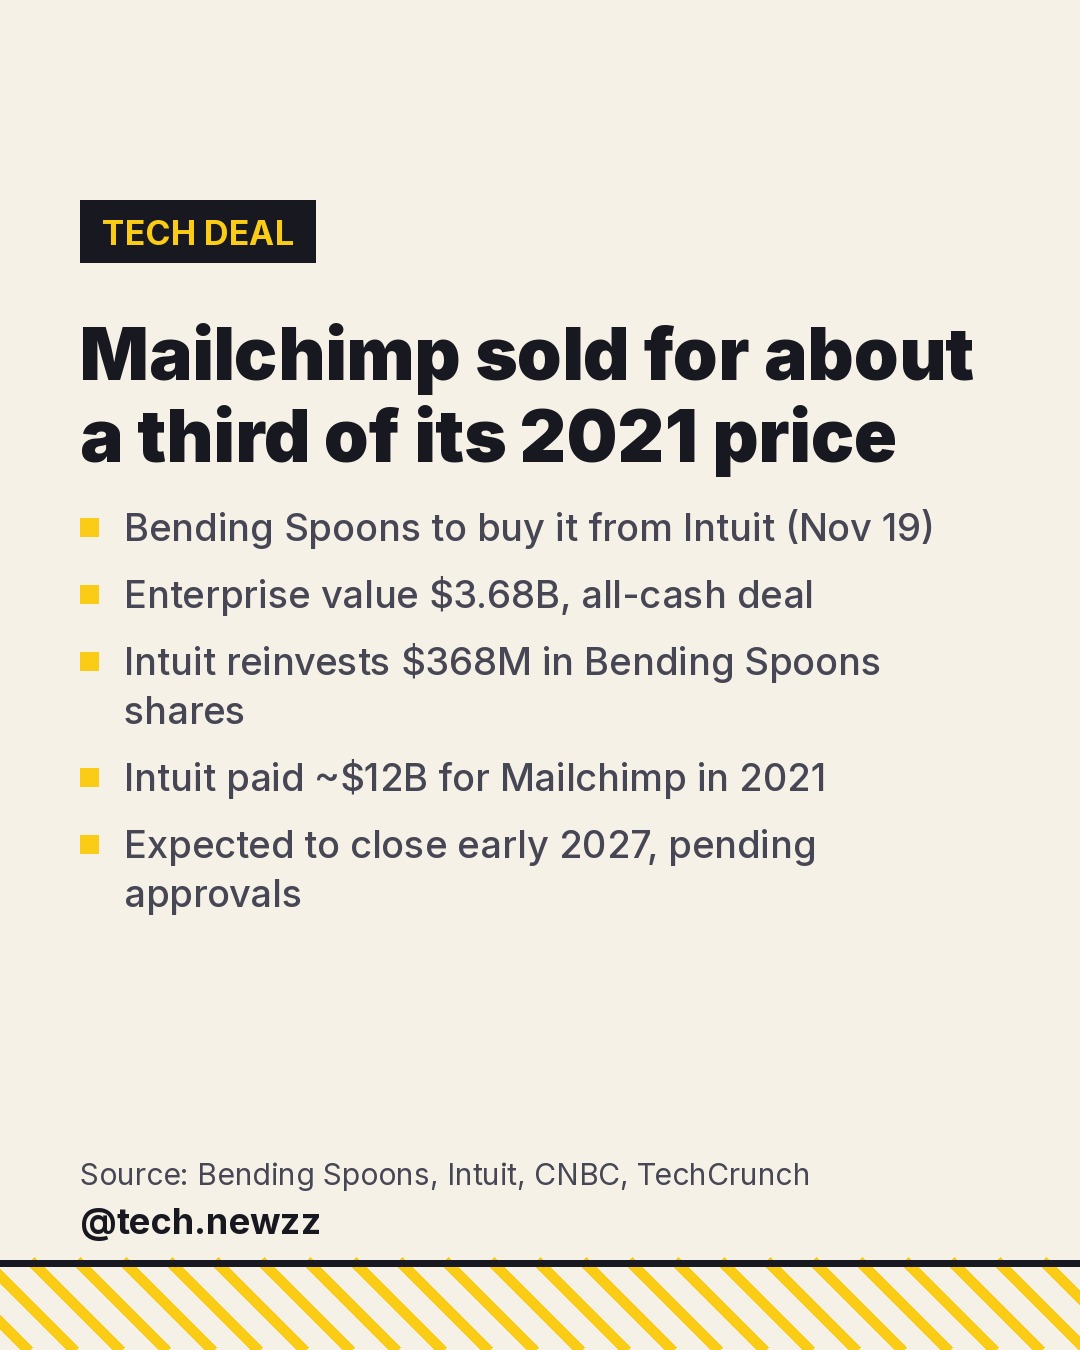 TECH DEAL
Mailchimp sold for about
a third of its 2021 price
Bending Spoons to buy it from Intuit (Nov 19)
Enterprise value $3.68B, all-cash deal
Intuit reinvests $368M in Bending Spoons
shares
Intuit paid ~$12B for Mailchimp in 2021
Expected to close early 2027, pending
approvals
Source: Bending Spoons, Intuit, CNBC, TechCrunch
@tech.newzz